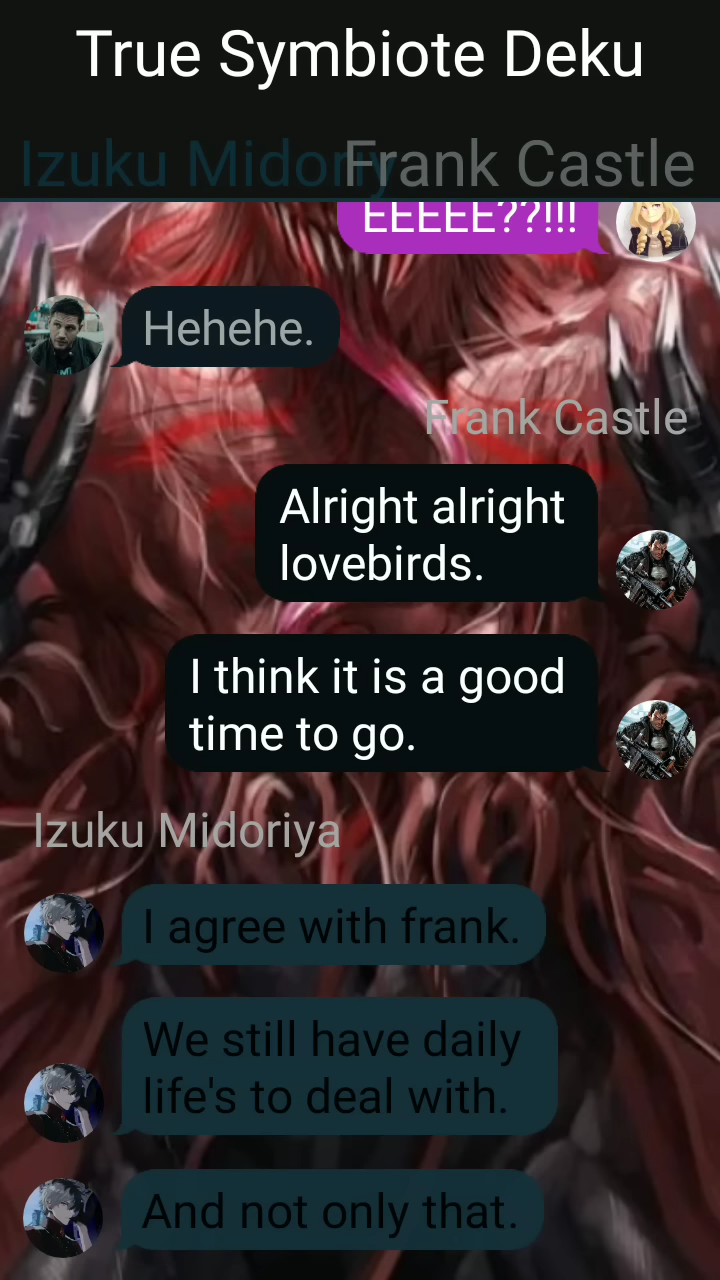 True Symbiote Deku
Izuku Midoriy
Frank Castle
EEEEE??!!!
Hehehe.
Frank Castle
Alright alright
lovebirds.
I think it is a good
time to go.
Izuku Midoriya
I agree with frank.
We still have daily
life's to deal with.
And not only that.